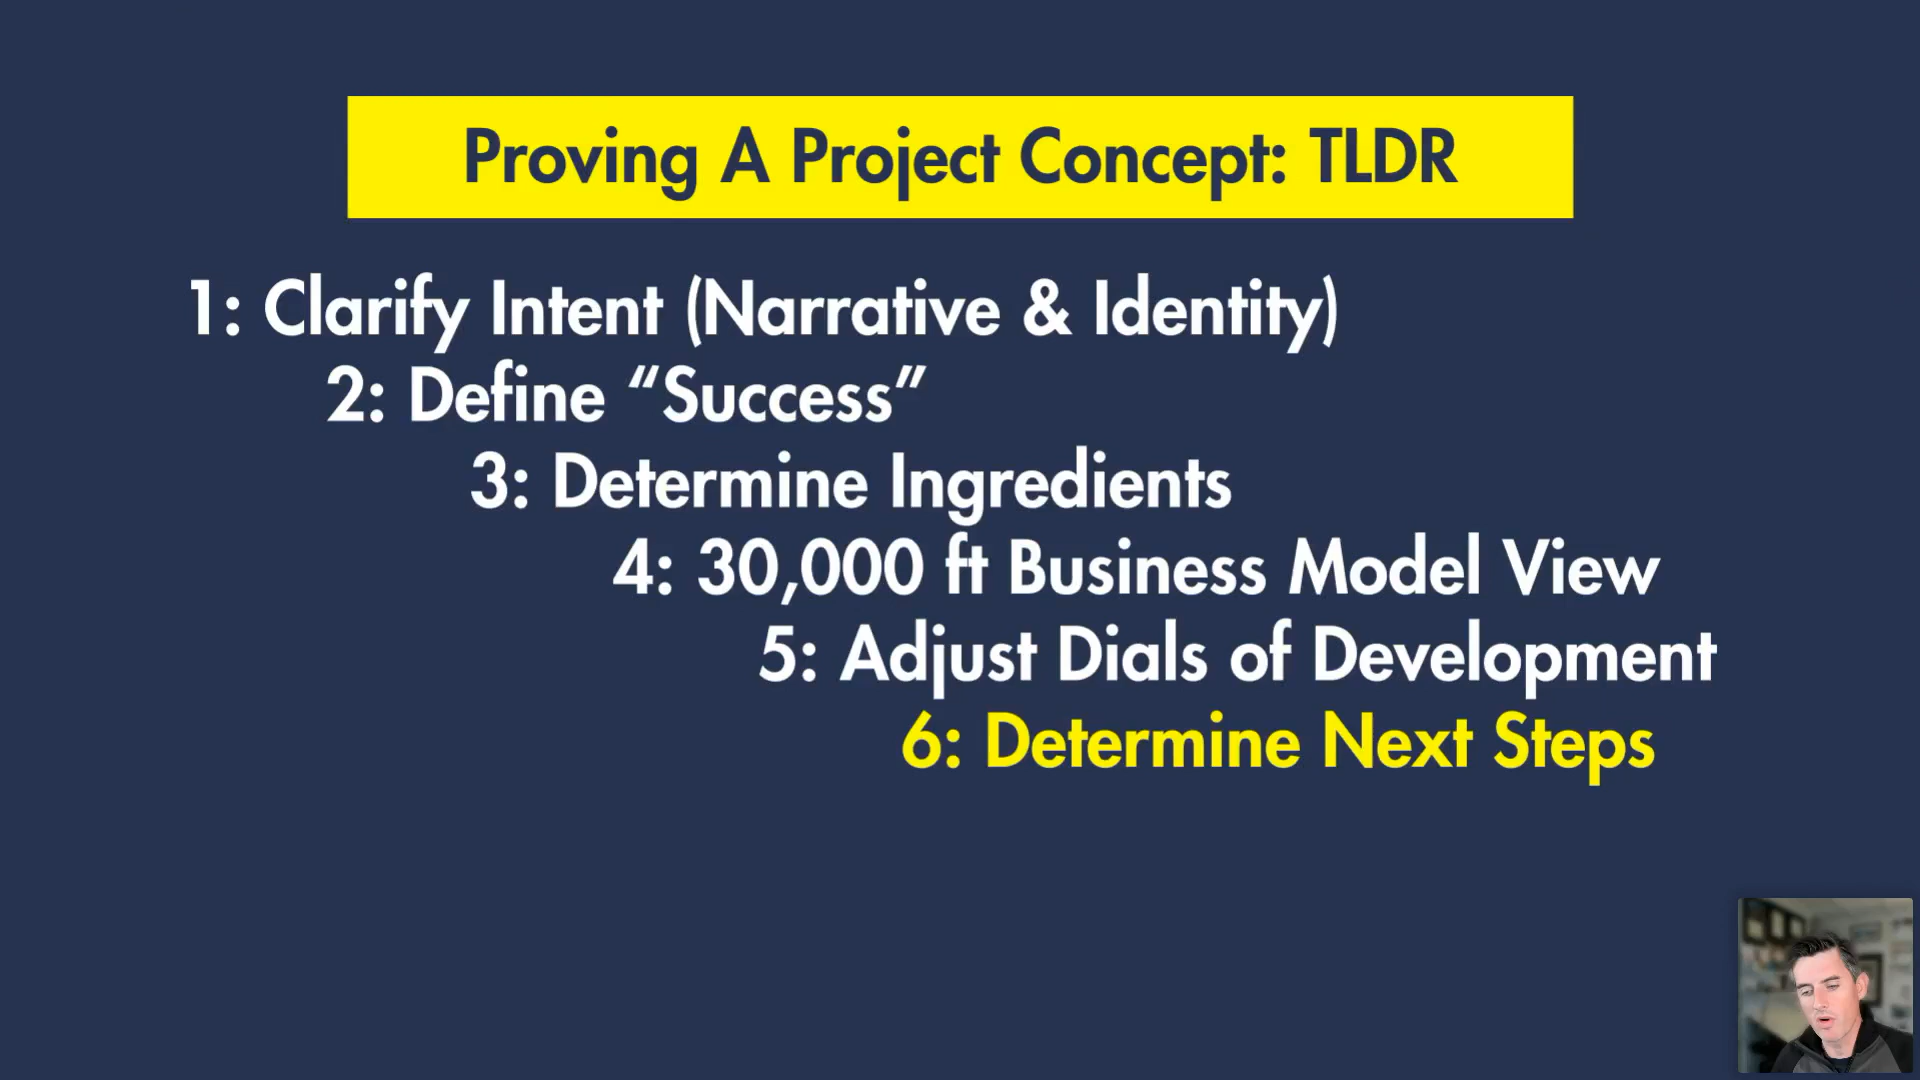 Proving A Project Concept: TLDR
1: Clarify Intent (Narrative & Identity)
2: Define “Success”
3: Determine Ingredients
4: 30,000 ft Business Model View
5: Adjust Dials of Development
6: Determine Next Steps